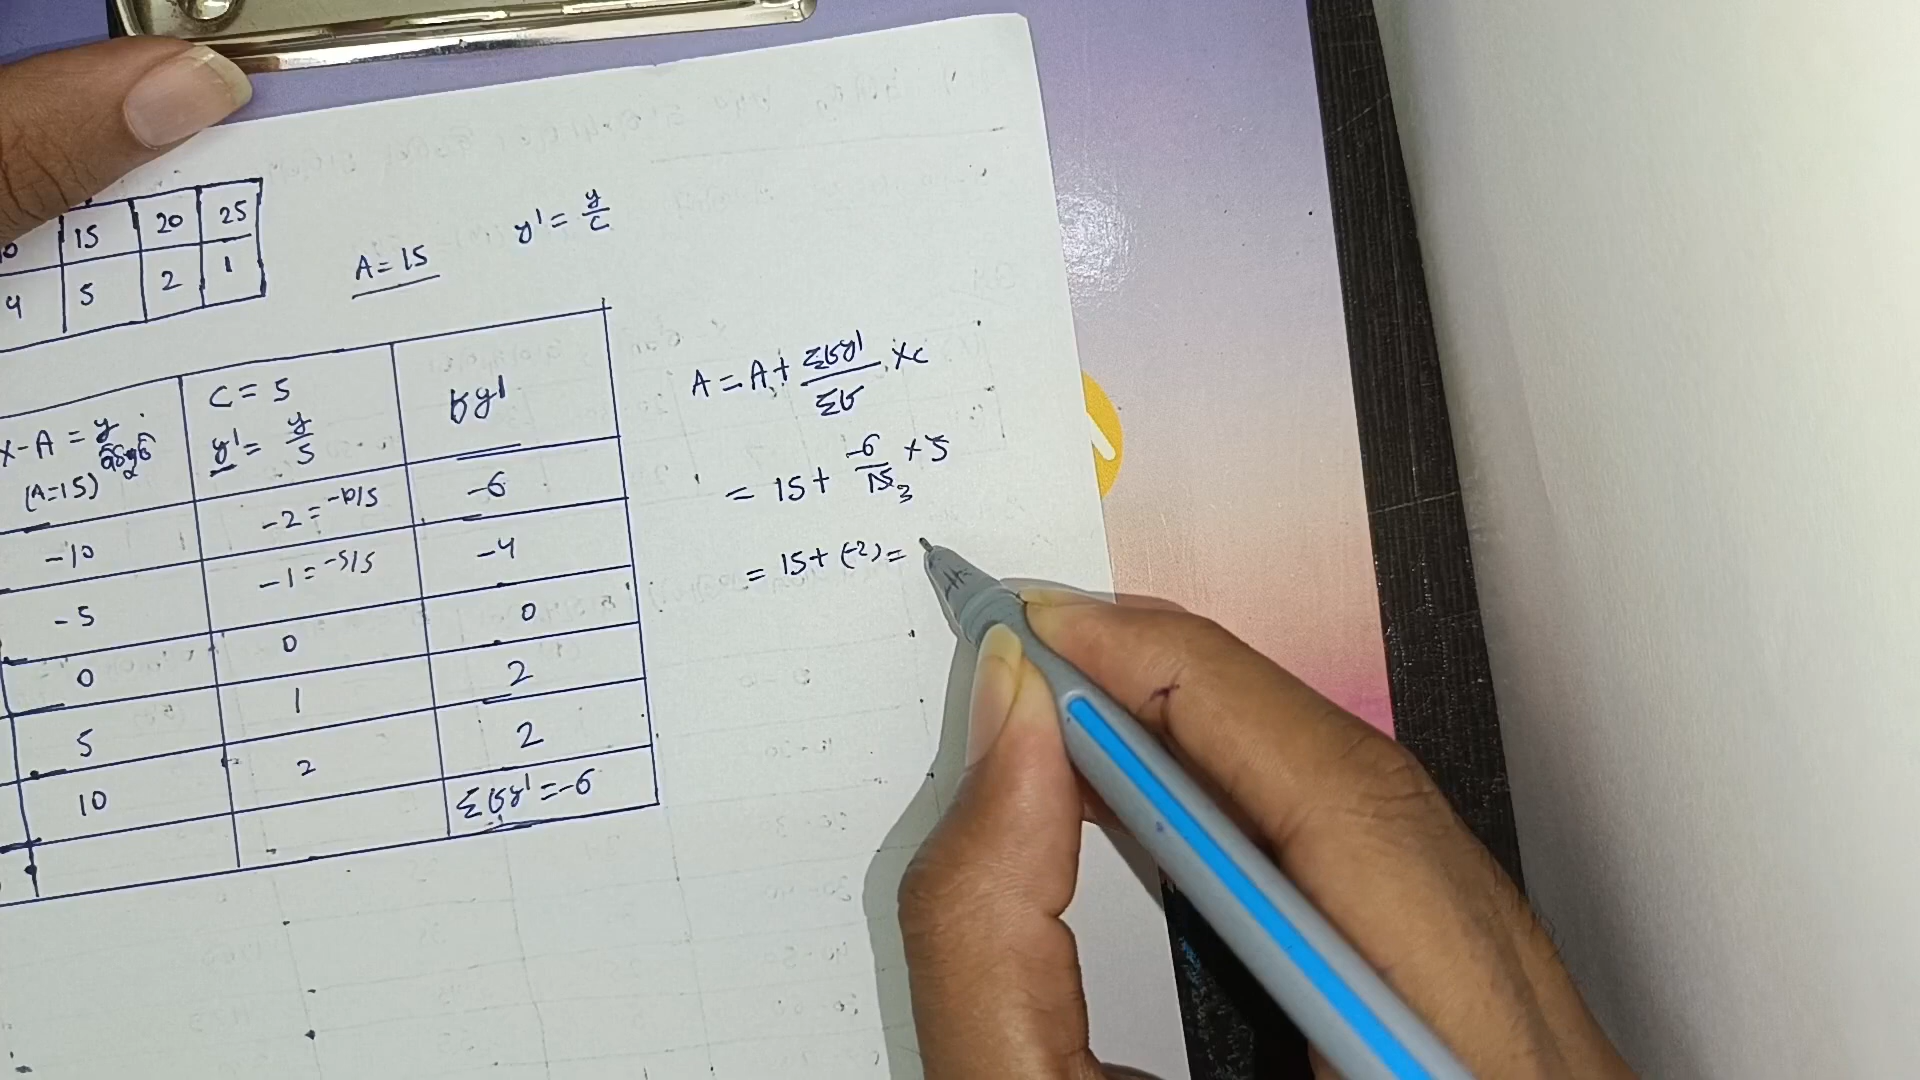 15 20 25
4 5 2 1
A = 15
y' = y/c
x-A = y
(A=15)
C = 5
y' = y/5
fy'
-10 -2 = -10/5 -6
-5 -1 = -5/5 -4
0 0 0
5 1 2
10 2 2
Σfy' = -6
A = A + Σfy'/Σf × c
= 15 + -6/15 × 5
3
= 15 + (-2) =